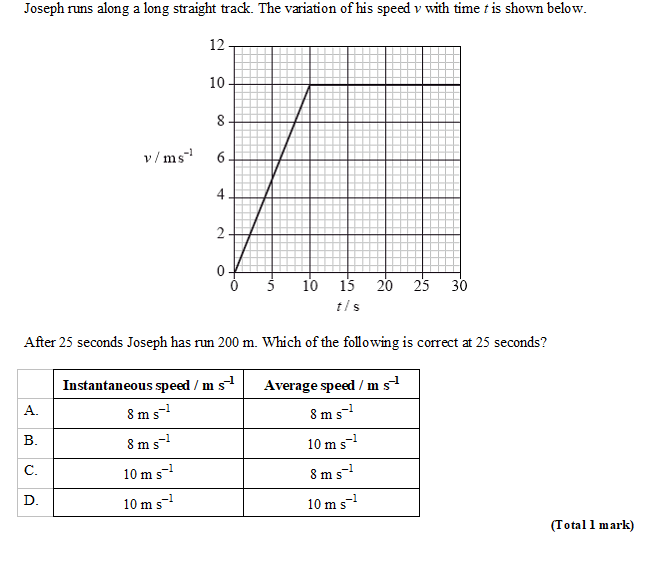 Joseph runs along a long straight track. The variation of his speed v with time t is shown below.
12
10
8
v / m s⁻¹ 6
4
2
0
0 5 10 15 20 25 30
t / s
After 25 seconds Joseph has run 200 m. Which of the following is correct at 25 seconds?
Instantaneous speed / m s⁻¹ Average speed / m s⁻¹
A. 8 m s⁻¹ 8 m s⁻¹
B. 8 m s⁻¹ 10 m s⁻¹
C. 10 m s⁻¹ 8 m s⁻¹
D. 10 m s⁻¹ 10 m s⁻¹
(Total 1 mark)